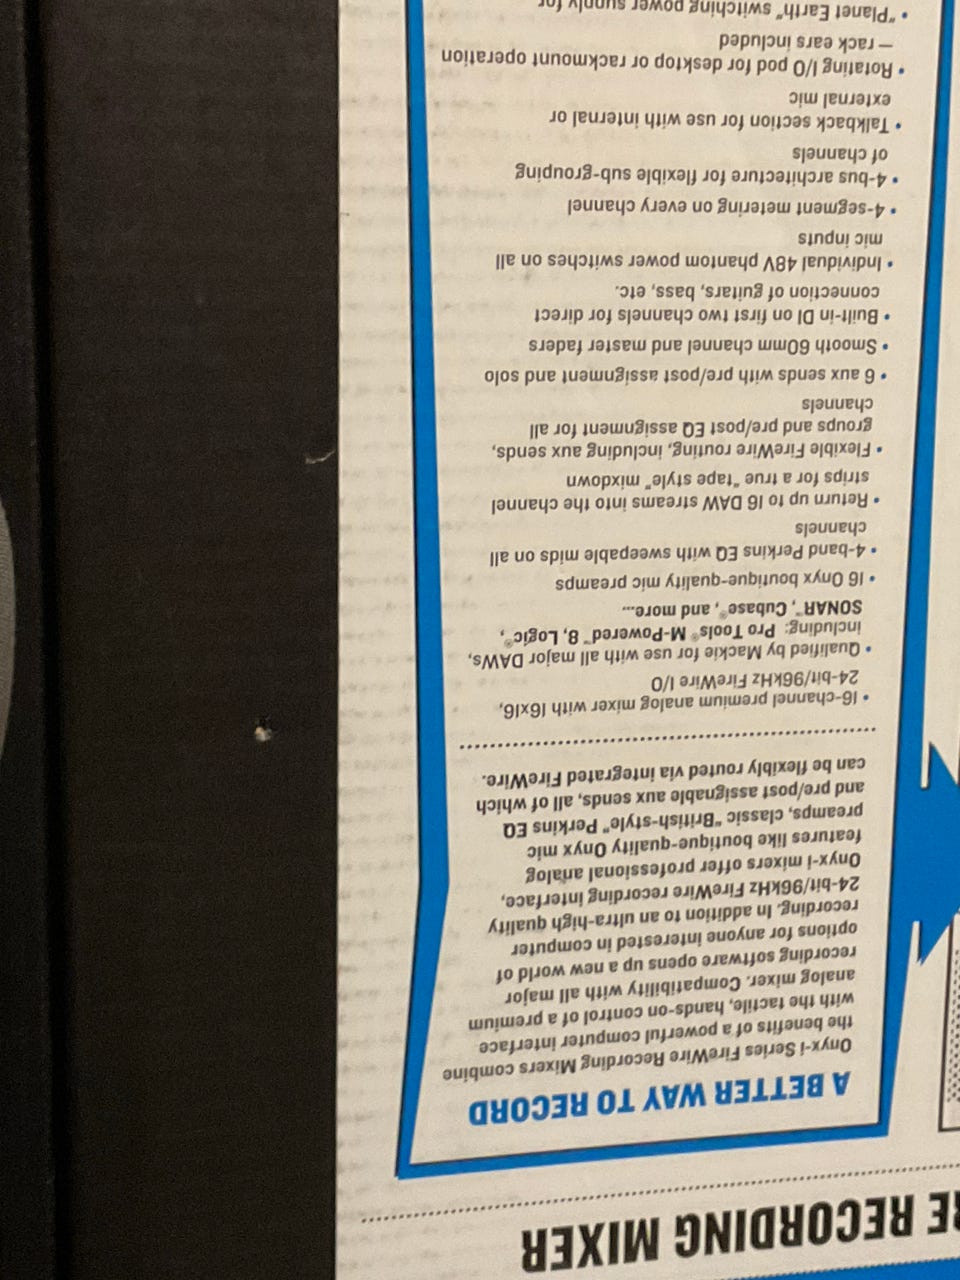 RECORDING MIXER
A BETTER WAY TO RECORD
Onyx-i Series FireWire Recording Mixers combine
the benefits of a powerful computer interface
with the tactile, hands-on control of a premium
analog mixer. Compatibility with all major
recording software opens up a new world of
options for anyone interested in computer
recording. In addition to an ultra-high quality
24-bit/96kHz FireWire recording interface,
Onyx-i mixers offer professional analog
features like boutique-quality Onyx mic
preamps, classic "British-style" Perkins EQ
and pre/post assignable aux sends, all of which
can be flexibly routed via integrated FireWire.
• 16-channel premium analog mixer with 16x16,
24-bit/96kHz FireWire I/O
• Qualified by Mackie for use with all major DAWs,
including: Pro Tools® M-Powered™ 8, Logic®,
SONAR™, Cubase®, and more...
• 16 Onyx boutique-quality mic preamps
• 4-band Perkins EQ with sweepable mids on all
channels
• Return up to 16 DAW streams into the channel
strips for a true "tape style" mixdown
• Flexible FireWire routing, including aux sends,
groups and pre/post EQ assignment for all
channels
• 6 aux sends with pre/post assignment and solo
• Smooth 60mm channel and master faders
• Built-in DI on first two channels for direct
connection of guitars, bass, etc.
• Individual 48V phantom power switches on all
mic inputs
• 4-segment metering on every channel
• 4-bus architecture for flexible sub-grouping
of channels
• Talkback section for use with internal or
external mic
• Rotating I/O pod for desktop or rackmount operation
— rack ears included
• "Planet Earth" switching power supply for